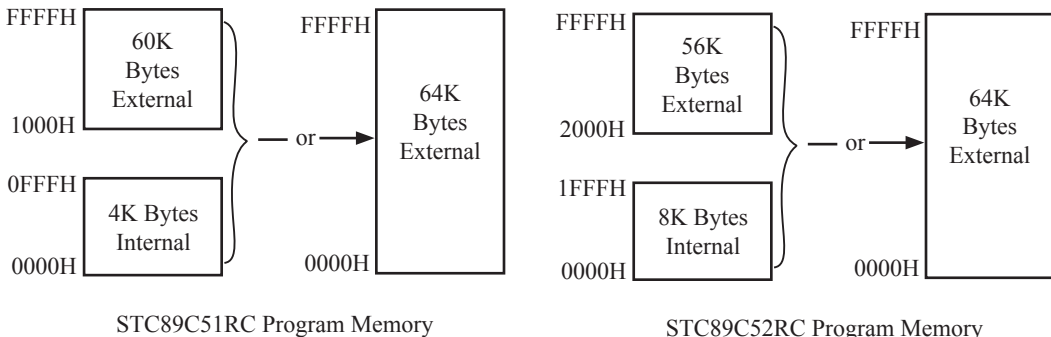 FFFFH
60K
Bytes
External
1000H
0FFFH
4K Bytes
Internal
0000H
or
FFFFH
64K
Bytes
External
0000H
STC89C51RC Program Memory
FFFFH
56K
Bytes
External
2000H
1FFFH
8K Bytes
Internal
0000H
or
FFFFH
64K
Bytes
External
0000H
STC89C52RC Program Memory